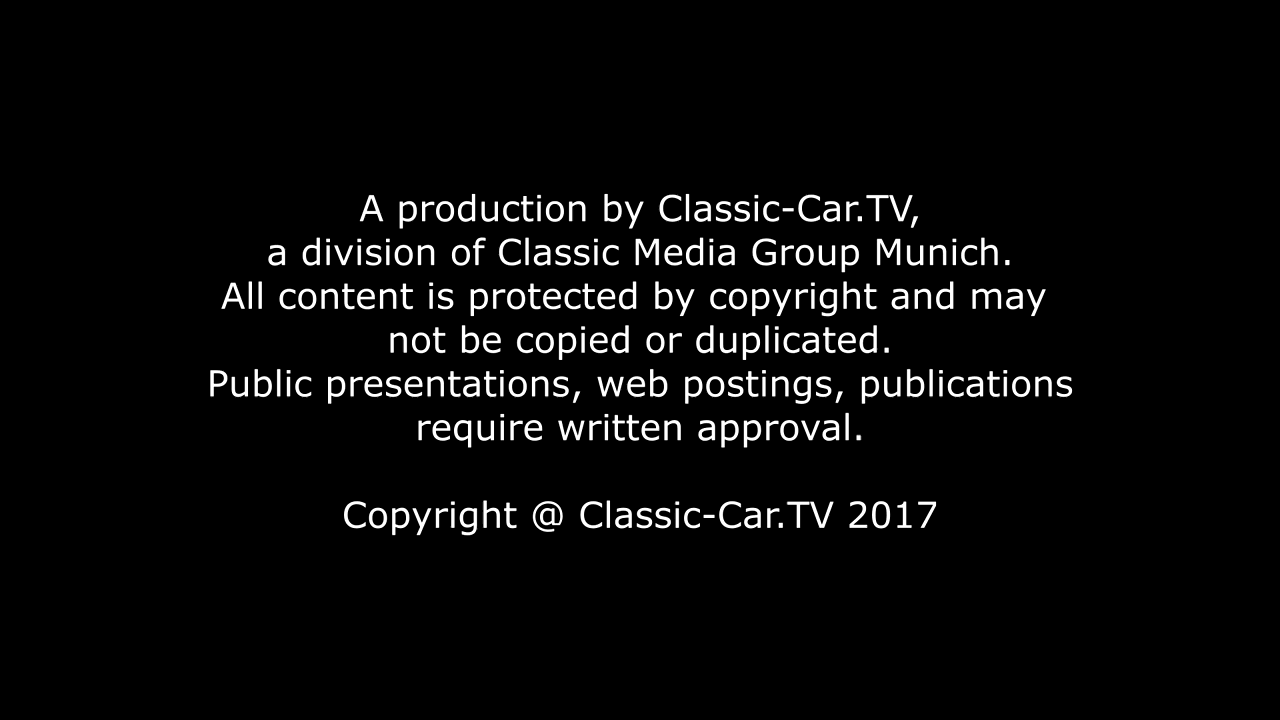 A production by Classic-Car.TV,
a division of Classic Media Group Munich.
All content is protected by copyright and may
not be copied or duplicated.
Public presentations, web postings, publications
require written approval.
Copyright @ Classic-Car.TV 2017